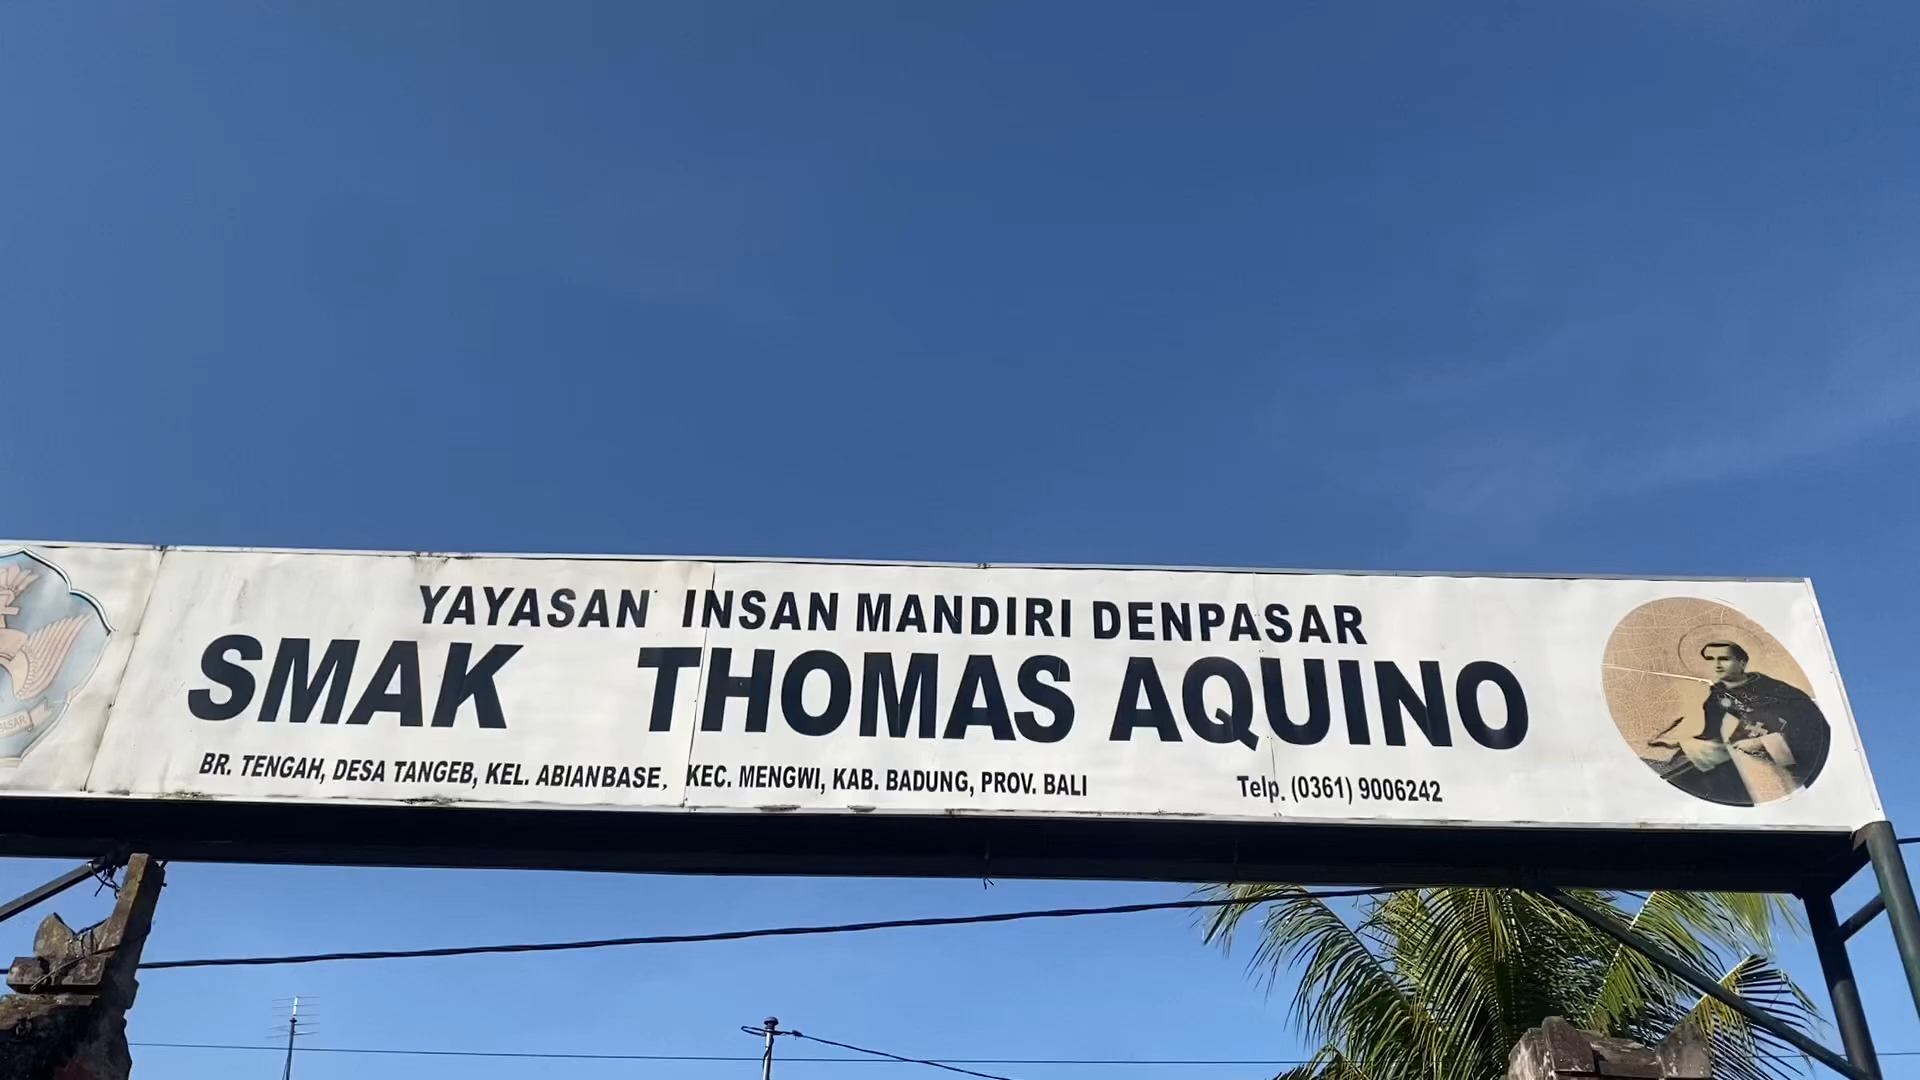 YAYASAN INSAN MANDIRI DENPASAR
SMAK THOMAS AQUINO
BR. TENGAH, DESA TANGEB, KEL. ABIANBASE, KEC. MENGWI, KAB. BADUNG, PROV. BALI
Telp. (0361) 9006242